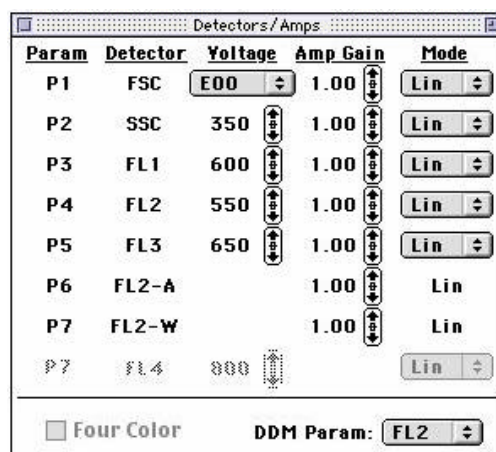 Detectors/Amps
Param Detector Voltage Amp Gain Mode
P1 FSC E00 1.00 Lin
P2 SSC 350 1.00 Lin
P3 FL1 600 1.00 Lin
P4 FL2 550 1.00 Lin
P5 FL3 650 1.00 Lin
P6 FL2-A 1.00 Lin
P7 FL2-W 1.00 Lin
P7 FL4 800 Lin
Four Color DDM Param: FL2